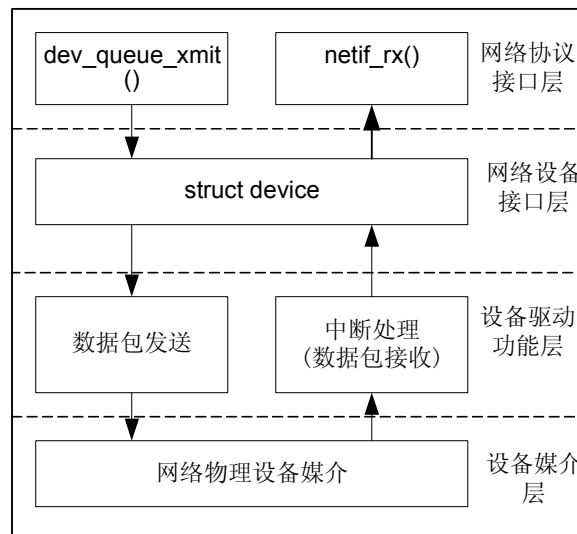 dev_queue_xmit
()
netif_rx()
网络协议
接口层
struct device
网络设备
接口层
数据包发送
中断处理
(数据包接收)
设备驱动
功能层
网络物理设备媒介
设备媒介
层